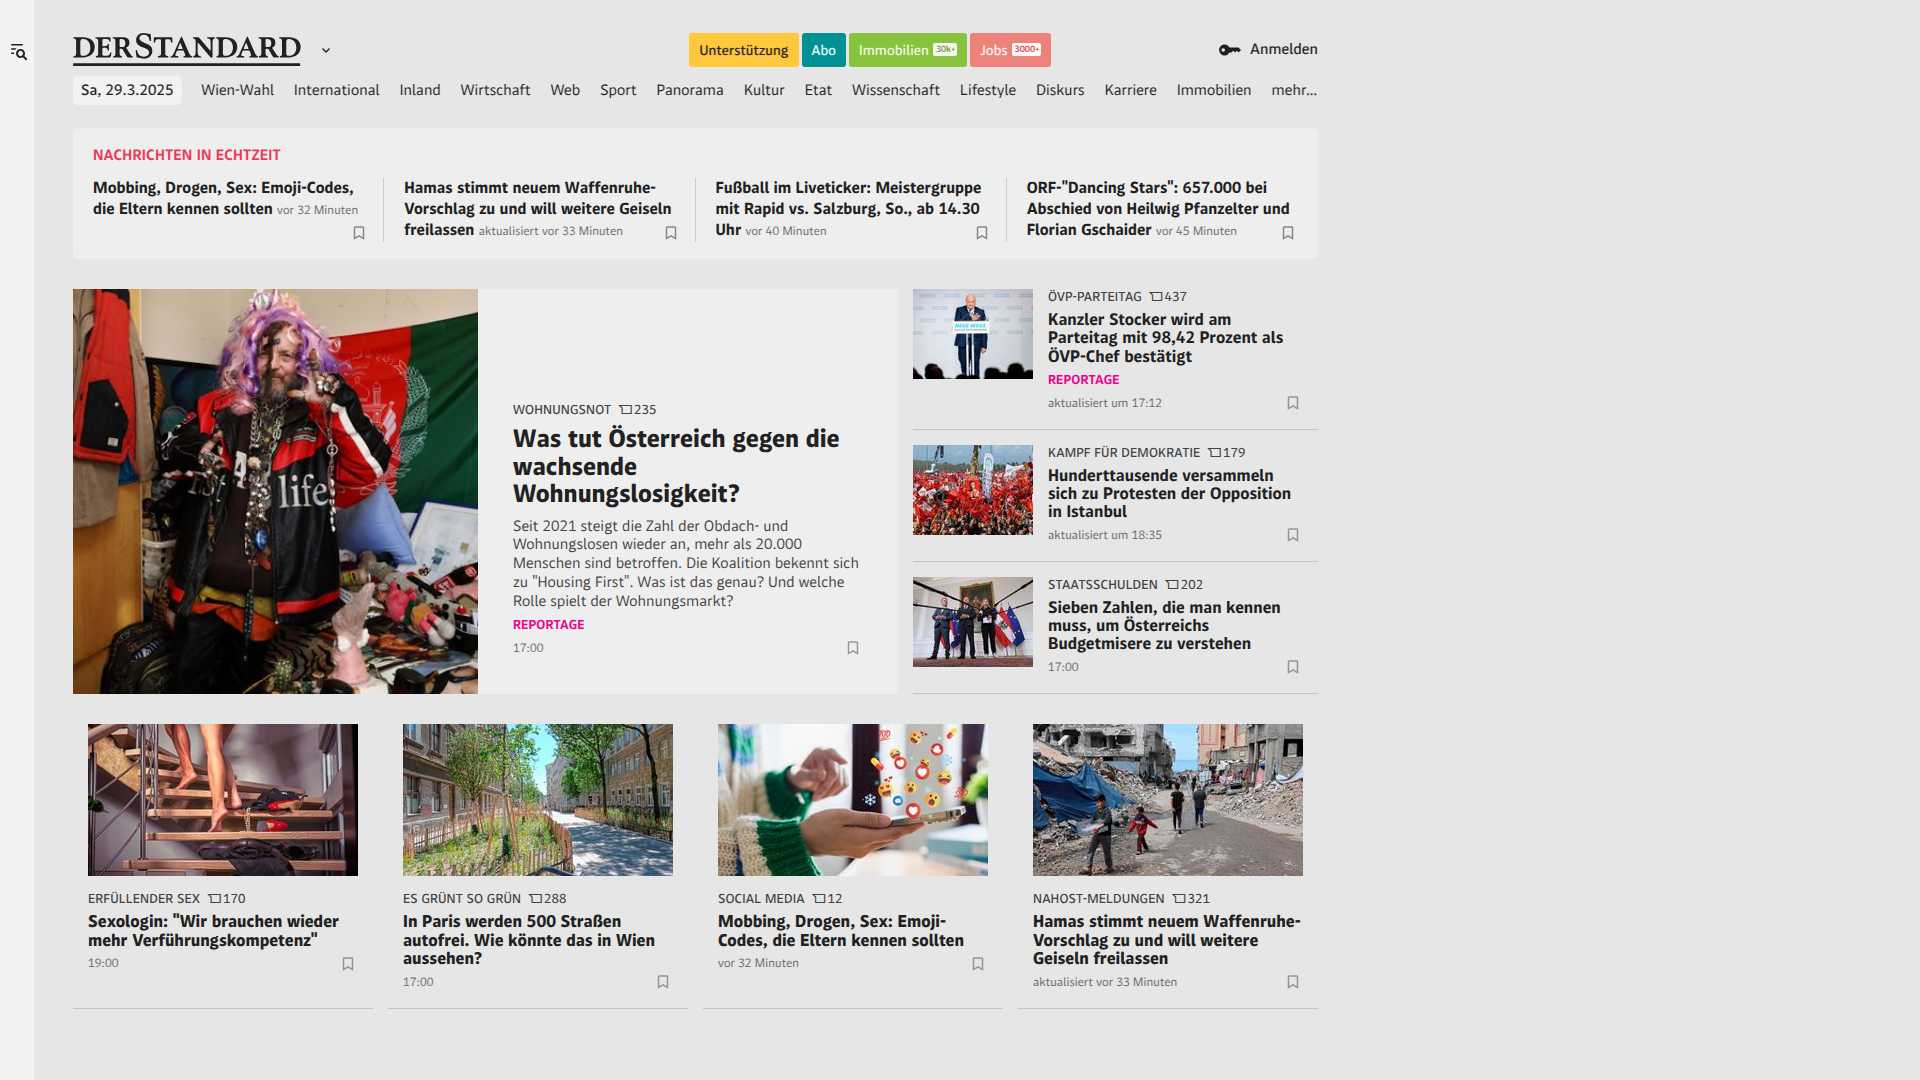 DERSTANDARD
Unterstützung
Abo
Immobilien 30k+
Jobs 3000+
Anmelden
Sa, 29.3.2025
Wien-Wahl
International
Inland
Wirtschaft
Web
Sport
Panorama
Kultur
Etat
Wissenschaft
Lifestyle
Diskurs
Karriere
Immobilien
mehr...
NACHRICHTEN IN ECHTZEIT
Mobbing, Drogen, Sex: Emoji-Codes,
die Eltern kennen sollten vor 32 Minuten
Hamas stimmt neuem Waffenruhe-
Vorschlag zu und will weitere Geiseln
freilassen aktualisiert vor 33 Minuten
Fußball im Liveticker: Meistergruppe
mit Rapid vs. Salzburg, So., ab 14.30
Uhr vor 40 Minuten
ORF-"Dancing Stars": 657.000 bei
Abschied von Heilwig Pfanzelter und
Florian Gschaider vor 45 Minuten
life
WOHNUNGSNOT 235
Was tut Österreich gegen die
wachsende
Wohnungslosigkeit?
Seit 2021 steigt die Zahl der Obdach- und
Wohnungslosen wieder an, mehr als 20.000
Menschen sind betroffen. Die Koalition bekennt sich
zu "Housing First". Was ist das genau? Und welche
Rolle spielt der Wohnungsmarkt?
REPORTAGE
17:00
ÖVP-PARTEITAG 437
Kanzler Stocker wird am
Parteitag mit 98,42 Prozent als
ÖVP-Chef bestätigt
REPORTAGE
aktualisiert um 17:12
KAMPF FÜR DEMOKRATIE 179
Hunderttausende versammeln
sich zu Protesten der Opposition
in Istanbul
aktualisiert um 18:35
STAATSSCHULDEN 202
Sieben Zahlen, die man kennen
muss, um Österreichs
Budgetmisere zu verstehen
17:00
ERFÜLLENDER SEX 170
Sexologin: "Wir brauchen wieder
mehr Verführungskompetenz"
19:00
ES GRÜNT SO GRÜN 288
In Paris werden 500 Straßen
autofrei. Wie könnte das in Wien
aussehen?
17:00
SOCIAL MEDIA 12
Mobbing, Drogen, Sex: Emoji-
Codes, die Eltern kennen sollten
vor 32 Minuten
NAHOST-MELDUNGEN 321
Hamas stimmt neuem Waffenruhe-
Vorschlag zu und will weitere
Geiseln freilassen
aktualisiert vor 33 Minuten